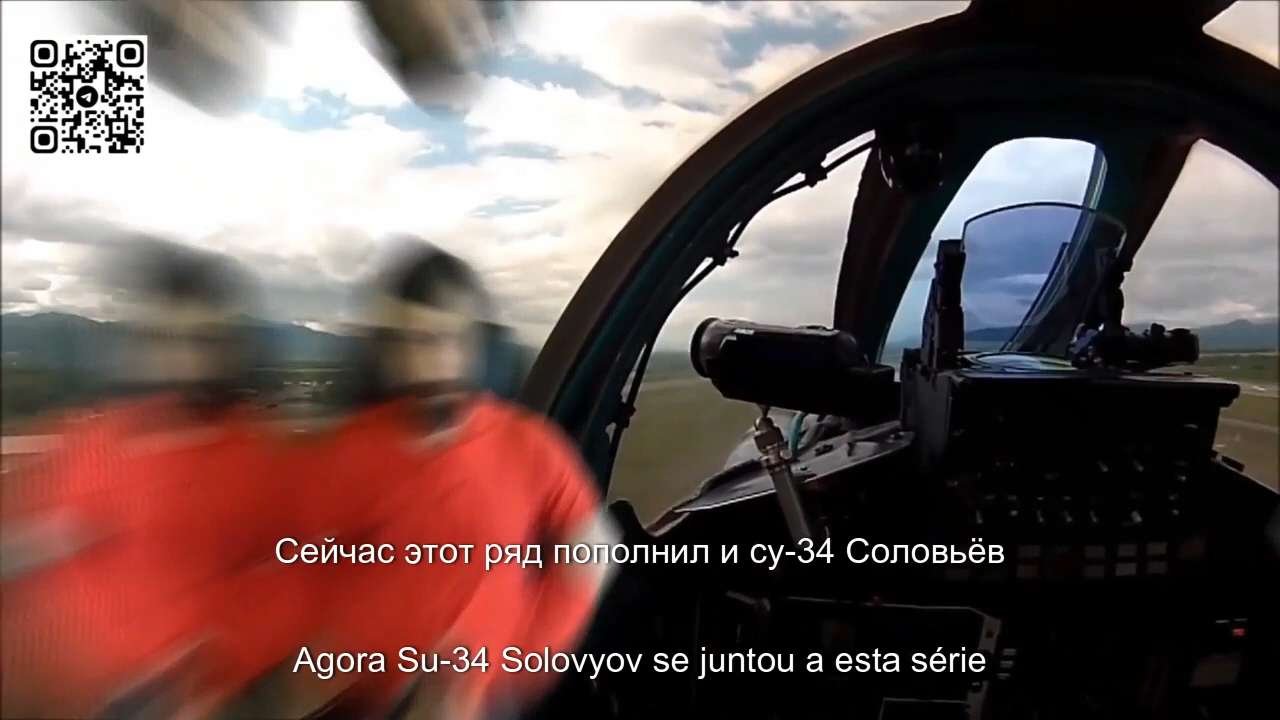 Сейчас этот ряд пополнил и су-34 Соловьёв
Agora Su-34 Solovyov se juntou a esta série